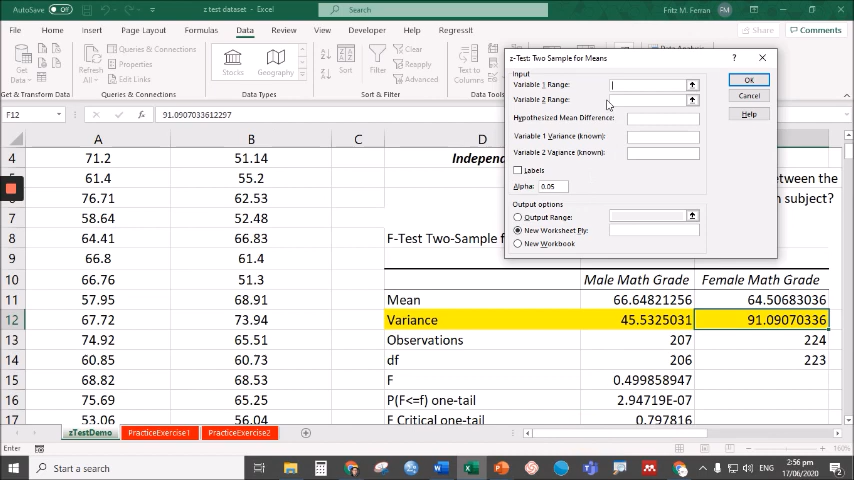 AutoSave Off
z test dataset - Excel
Search
Fritz M. Ferran FM
File Home Insert Page Layout Formulas Data Review View Developer Help RegressIt
Share Comments
Get Data
Refresh All
Queries & Connections
Properties
Edit Links
Stocks
Geography
Sort
Filter
Clear
Reapply
Advanced
Text to Columns
Data Analysis
Get & Transform Data
Queries & Connections
F12
91.0907033612297
A B C D
4 71.2 51.14 Independ
5 61.4 55.2 etween the
6 76.71 62.53 n subject?
7 58.64 52.48
8 64.41 66.83 F-Test Two-Sample f
9 66.8 61.4
10 66.76 51.3 Male Math Grade Female Math Grade
11 57.95 68.91 Mean 66.64821256 64.50683036
12 67.72 73.94 Variance 45.5325031 91.09070336
13 74.92 65.51 Observations 207 224
14 60.85 60.73 df 206 223
15 68.82 68.53 F 0.499858947
16 75.69 65.25 P(F<=f) one-tail 2.94719E-07
17 53.06 56.04 F Critical one-tail 0.797816
z-Test: Two Sample for Means
? ×
Input
Variable 1 Range:
Variable 2 Range:
Hypothesized Mean Difference:
Variable 1 Variance (known):
Variable 2 Variance (known):
Labels
Alpha: 0.05
Output options
Output Range:
New Worksheet Ply:
New Workbook
OK
Cancel
Help
zTestDemo PracticeExercise1 PracticeExercise2
Enter
160%
Type here to search
ENG
2:56 pm
17/06/2020